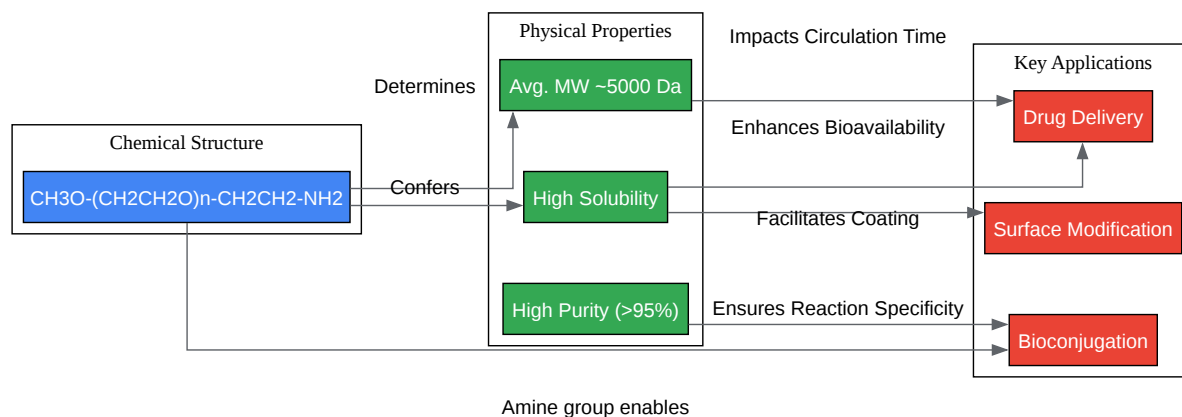 Physical Properties
Impacts Circulation Time
Key Applications
Determines
Avg. MW ~5000 Da
Drug Delivery
Enhances Bioavailability
Chemical Structure
CH3O-(CH2CH2O)n-CH2CH2-NH2
Confers
High Solubility
Facilitates Coating
Surface Modification
High Purity (>95%)
Ensures Reaction Specificity
Bioconjugation
Amine group enables